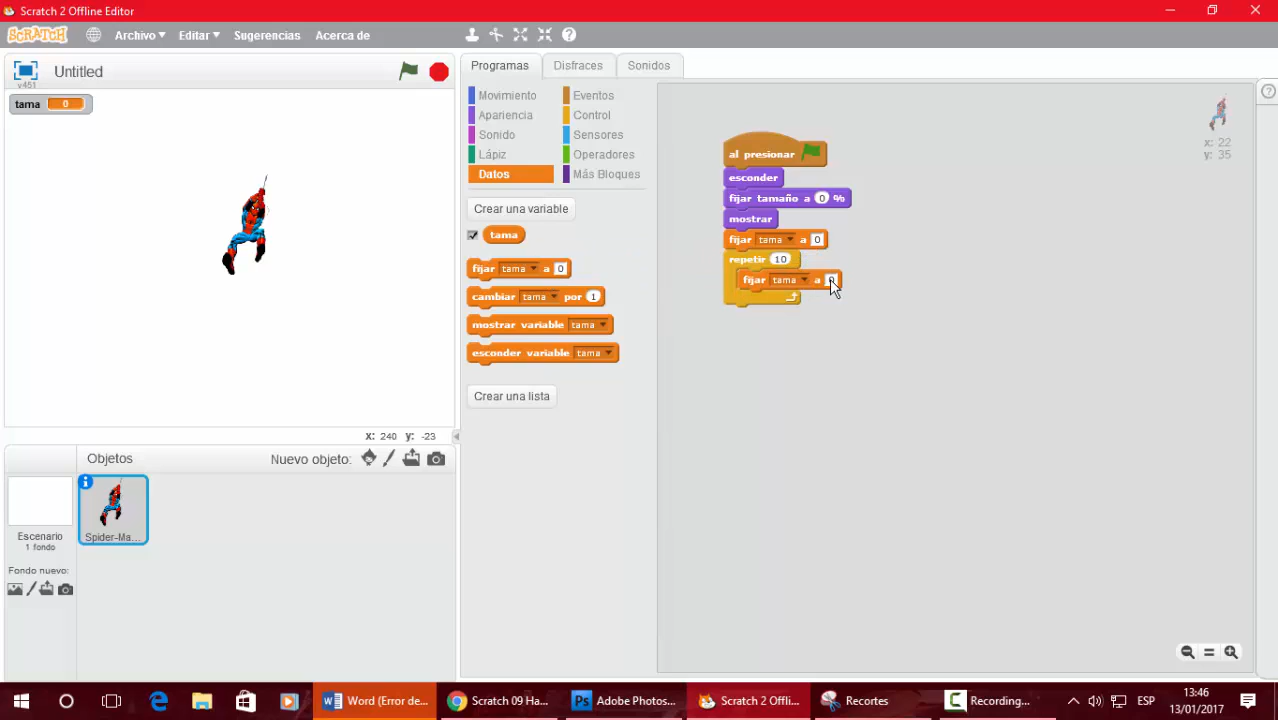 Scratch 2 Offline Editor
SCRATCH Archivo Editar Sugerencias Acerca de
v451 Untitled
tama 0
x: 240 y: -23
Objetos Nuevo objeto:
Escenario
1 fondo
Fondo nuevo:
Spider-Ma...
Programas Disfraces Sonidos
Movimiento Eventos
Apariencia Control
Sonido Sensores
Lápiz Operadores
Datos Más Bloques
Crear una variable
tama
fijar tama a 0
cambiar tama por 1
mostrar variable tama
esconder variable tama
Crear una lista
al presionar
esconder
fijar tamaño a 0 %
mostrar
fijar tama a 0
repetir 10
fijar tama a
x: 22
y: 35
Word (Error de... Scratch 09 Ha... Adobe Photos... Scratch 2 Offli... Recortes Recording... ESP 13:46
13/01/2017